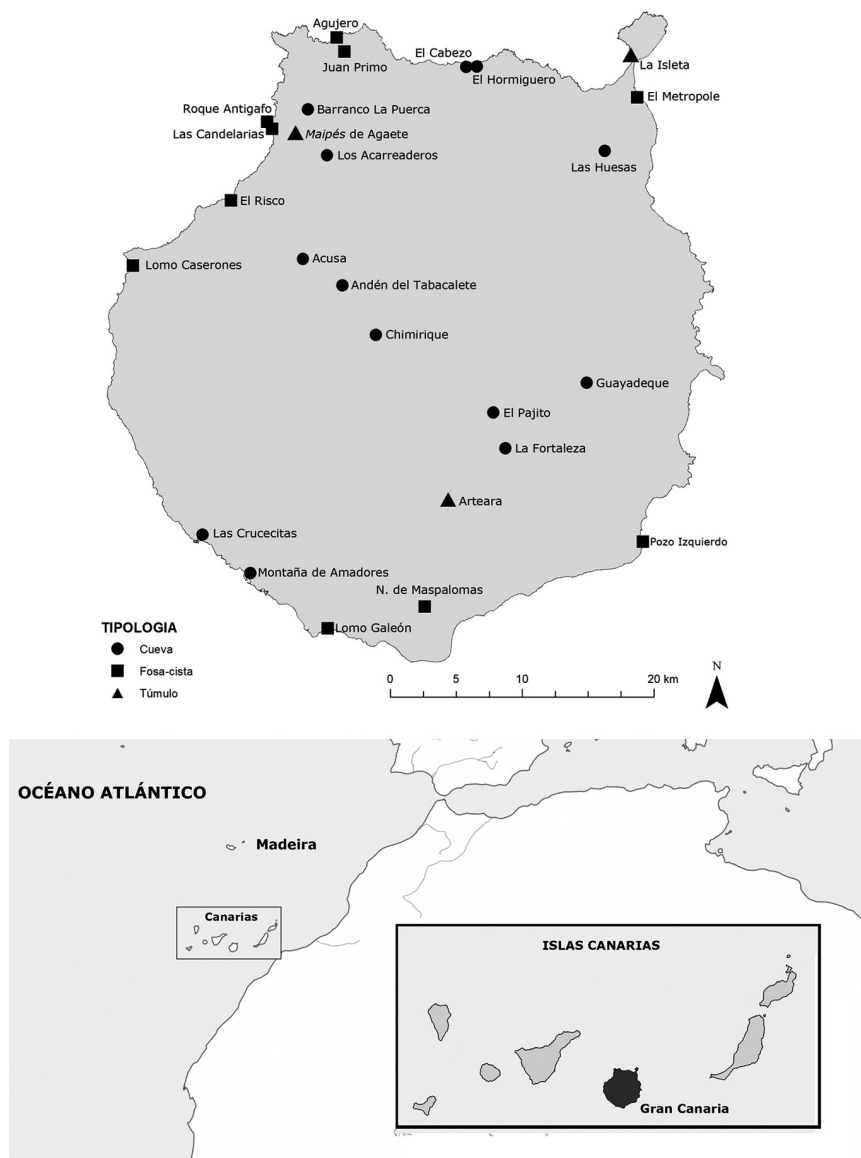 Agujero
Juan Primo
El Cabezo
El Hormiguero
La Isleta
El Metropole
Roque Antigafo
Barranco La Puerca
Las Candelarias
Maipés de Agaete
Los Acarreaderos
Las Huesas
El Risco
Acusa
Lomo Caserones
Andén del Tabacalete
Chimirique
Guayadeque
El Pajito
La Fortaleza
Arteara
Las Crucecitas
Pozo Izquierdo
Montaña de Amadores
N. de Maspalomas
Lomo Galeón
TIPOLOGIA
Cueva
Fosa-cista
Túmulo
0 5 10 20 km
N
OCÉANO ATLÁNTICO
Madeira
Canarias
ISLAS CANARIAS
Gran Canaria